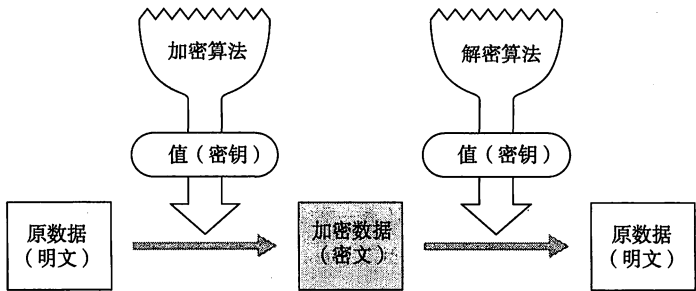 加密算法
解密算法
值（密钥）
值（密钥）
原数据
（明文）
加密数据
（密文）
原数据
（明文）